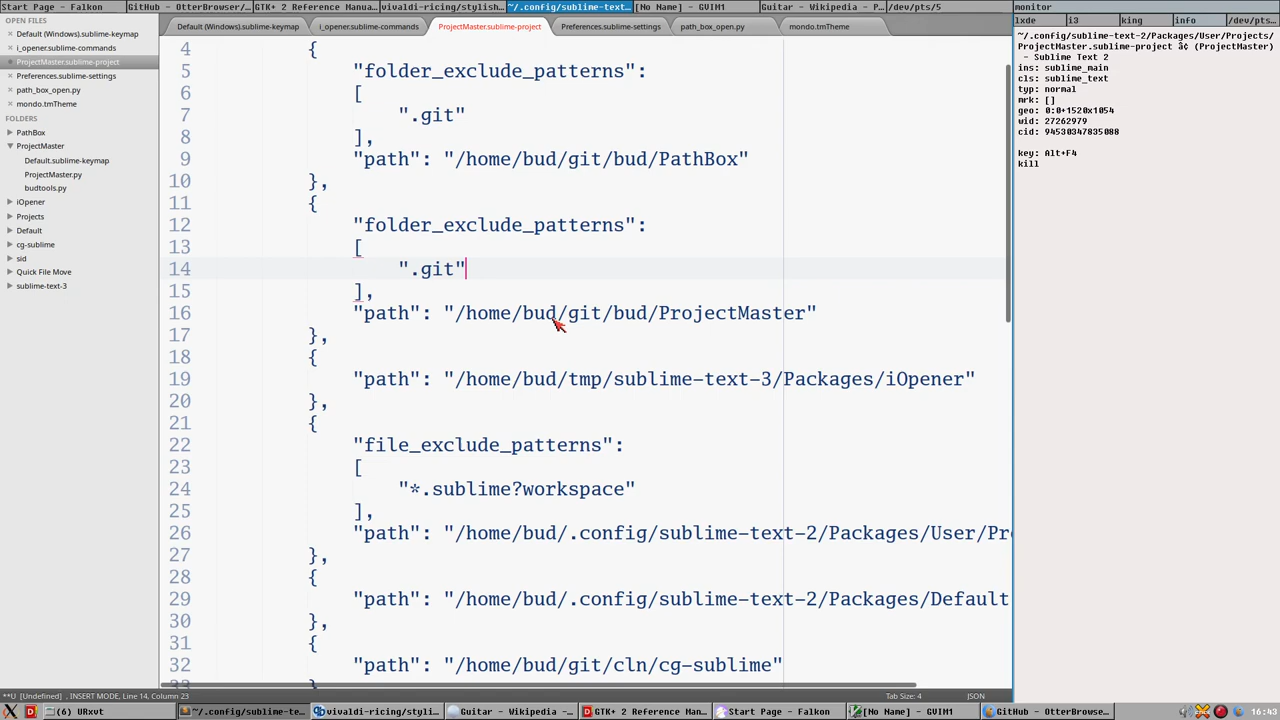 Start Page - Falkon
GitHub - OtterBrowser/...
GTK+ 2 Reference Manua...
vivaldi-ricing/stylish...
~/.config/sublime-text...
[No Name] - GVIM1
Guitar - Wikipedia - P...
/dev/pts/5
monitor
Default (Windows).sublime-keymap
i_opener.sublime-commands
ProjectMaster.sublime-project
Preferences.sublime-settings
path_box_open.py
mondo.tmTheme
lxde
i3
king
info
/dev/pts...
OPEN FILES
Default (Windows).sublime-keymap
i_opener.sublime-commands
ProjectMaster.sublime-project
Preferences.sublime-settings
path_box_open.py
mondo.tmTheme
FOLDERS
PathBox
ProjectMaster
Default.sublime-keymap
ProjectMaster.py
budtools.py
iOpener
Projects
Default
cg-sublime
sid
Quick File Move
sublime-text-3
4 {
5 "folder_exclude_patterns":
6 [
7 ".git"
8 ],
9 "path": "/home/bud/git/bud/PathBox"
10 },
11 {
12 "folder_exclude_patterns":
13 [
14 ".git"
15 ],
16 "path": "/home/bud/git/bud/ProjectMaster"
17 },
18 {
19 "path": "/home/bud/tmp/sublime-text-3/Packages/iOpener"
20 },
21 {
22 "file_exclude_patterns":
23 [
24 "*.sublime?workspace"
25 ],
26 "path": "/home/bud/.config/sublime-text-2/Packages/User/Pr
27 },
28 {
29 "path": "/home/bud/.config/sublime-text-2/Packages/Default
30 },
31 {
32 "path": "/home/bud/git/cln/cg-sublime"
~/.config/sublime-text-2/Packages/User/Projects/
ProjectMaster.sublime-project â¢ (ProjectMaster)
- Sublime Text 2
ins: sublime_main
cls: sublime_text
typ: normal
mrk: []
geo: 0:0+1520x1054
wid: 27262979
cid: 94530347835088
key: Alt+F4
kill
**U [Undefined] , INSERT MODE, Line 14, Column 23
Tab Size: 4
JSON
(6) URxvt
~/.config/sublime-te...
vivaldi-ricing/styli...
Guitar - Wikipedia -...
GTK+ 2 Reference Man...
Start Page - Falkon
[No Name] - GVIM1
GitHub - OtterBrowse...
16:43